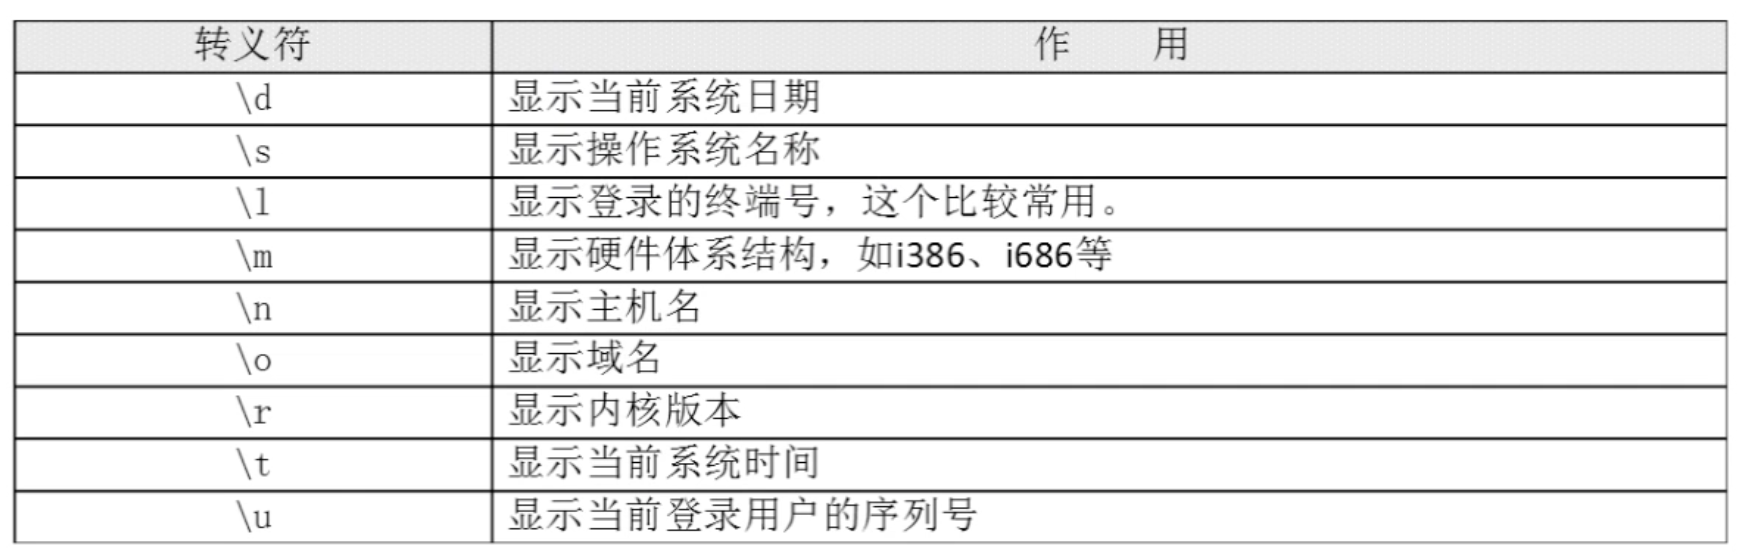 转义符 作 用
\d 显示当前系统日期
\s 显示操作系统名称
\l 显示登录的终端号，这个比较常用。
\m 显示硬件体系结构，如i386、i686等
\n 显示主机名
\o 显示域名
\r 显示内核版本
\t 显示当前系统时间
\u 显示当前登录用户的序列号